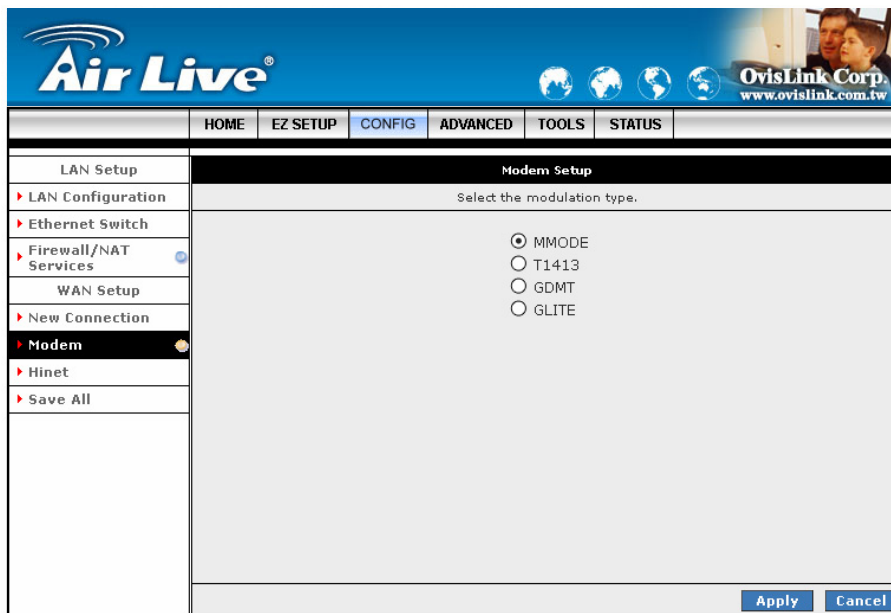 Air Live®
OvisLink Corp.
www.ovislink.com.tw
HOME EZ SETUP CONFIG ADVANCED TOOLS STATUS
LAN Setup
LAN Configuration
Ethernet Switch
Firewall/NAT
Services
WAN Setup
New Connection
Modem
Hinet
Save All
Modem Setup
Select the modulation type.
MMODE
T1413
GDMT
GLITE
Apply Cancel